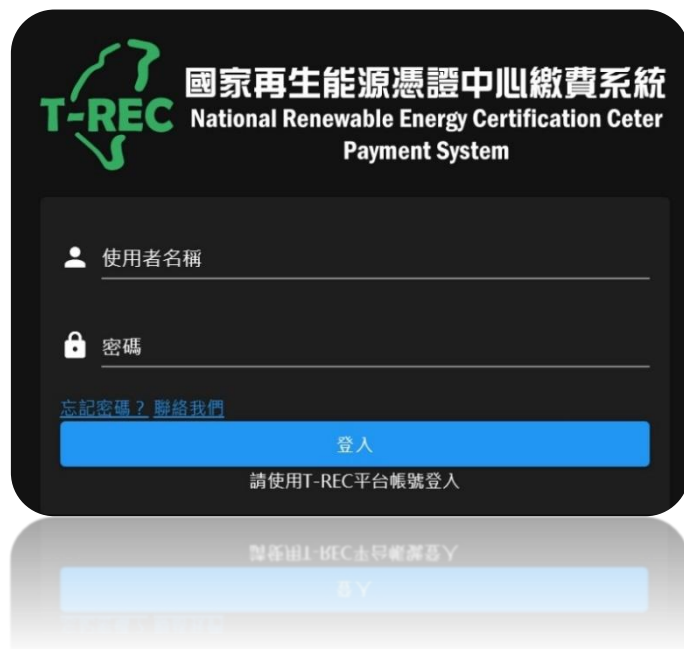 T-REC
國家再生能源憑證中心繳費系統
National Renewable Energy Certification Ceter
Payment System
使用者名稱
密碼
忘記密碼？ 聯絡我們
登入
請使用T-REC平台帳號登入